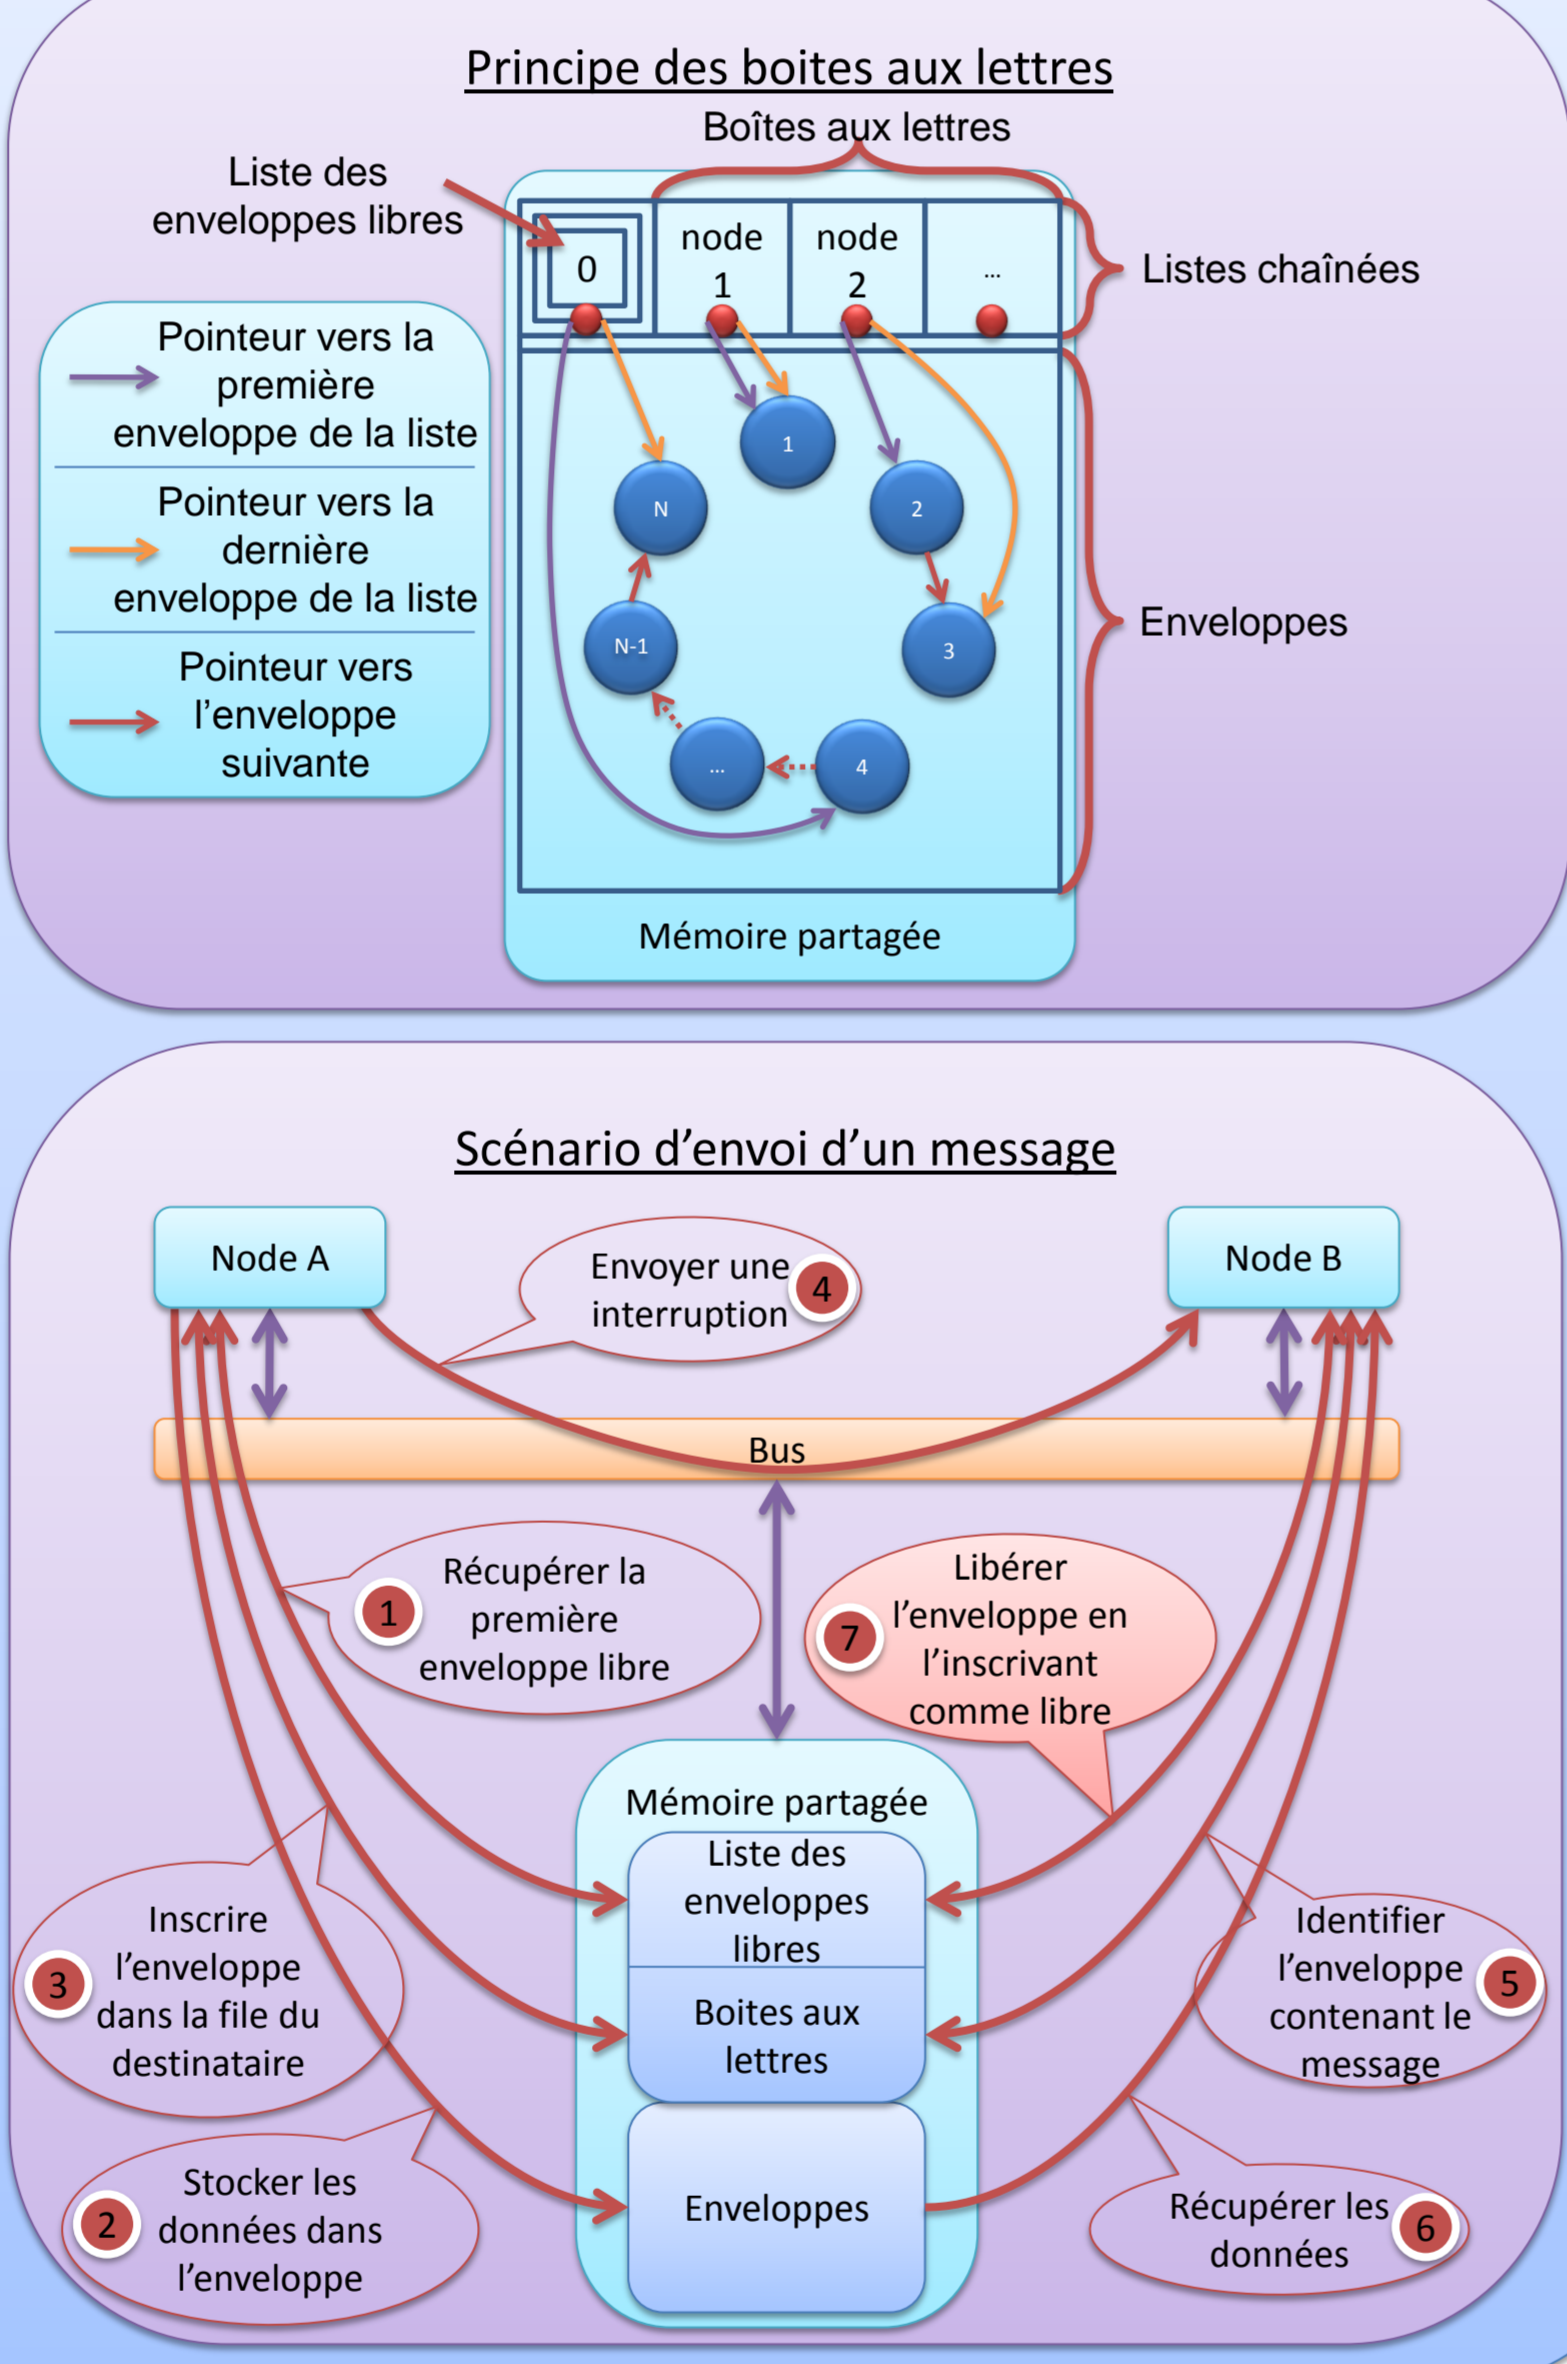 Principe des boites aux lettres
Boîtes aux lettres
Liste des
enveloppes libres
0
node
1
node
2
...
Listes chaînées
Pointeur vers la
première
enveloppe de la liste
Pointeur vers la
dernière
enveloppe de la liste
Pointeur vers
l'enveloppe
suivante
1
N
2
N-1
3
...
4
Enveloppes
Mémoire partagée
Scénario d'envoi d'un message
Node A
Envoyer une
interruption
4
Node B
Bus
1
Récupérer la
première
enveloppe libre
7
Libérer
l'enveloppe en
l'inscrivant
comme libre
Mémoire partagée
Liste des
enveloppes
libres
Boites aux
lettres
Enveloppes
3
Inscrire
l'enveloppe
dans la file du
destinataire
Identifier
l'enveloppe
contenant le
message
5
2
Stocker les
données dans
l'enveloppe
Récupérer les
données
6